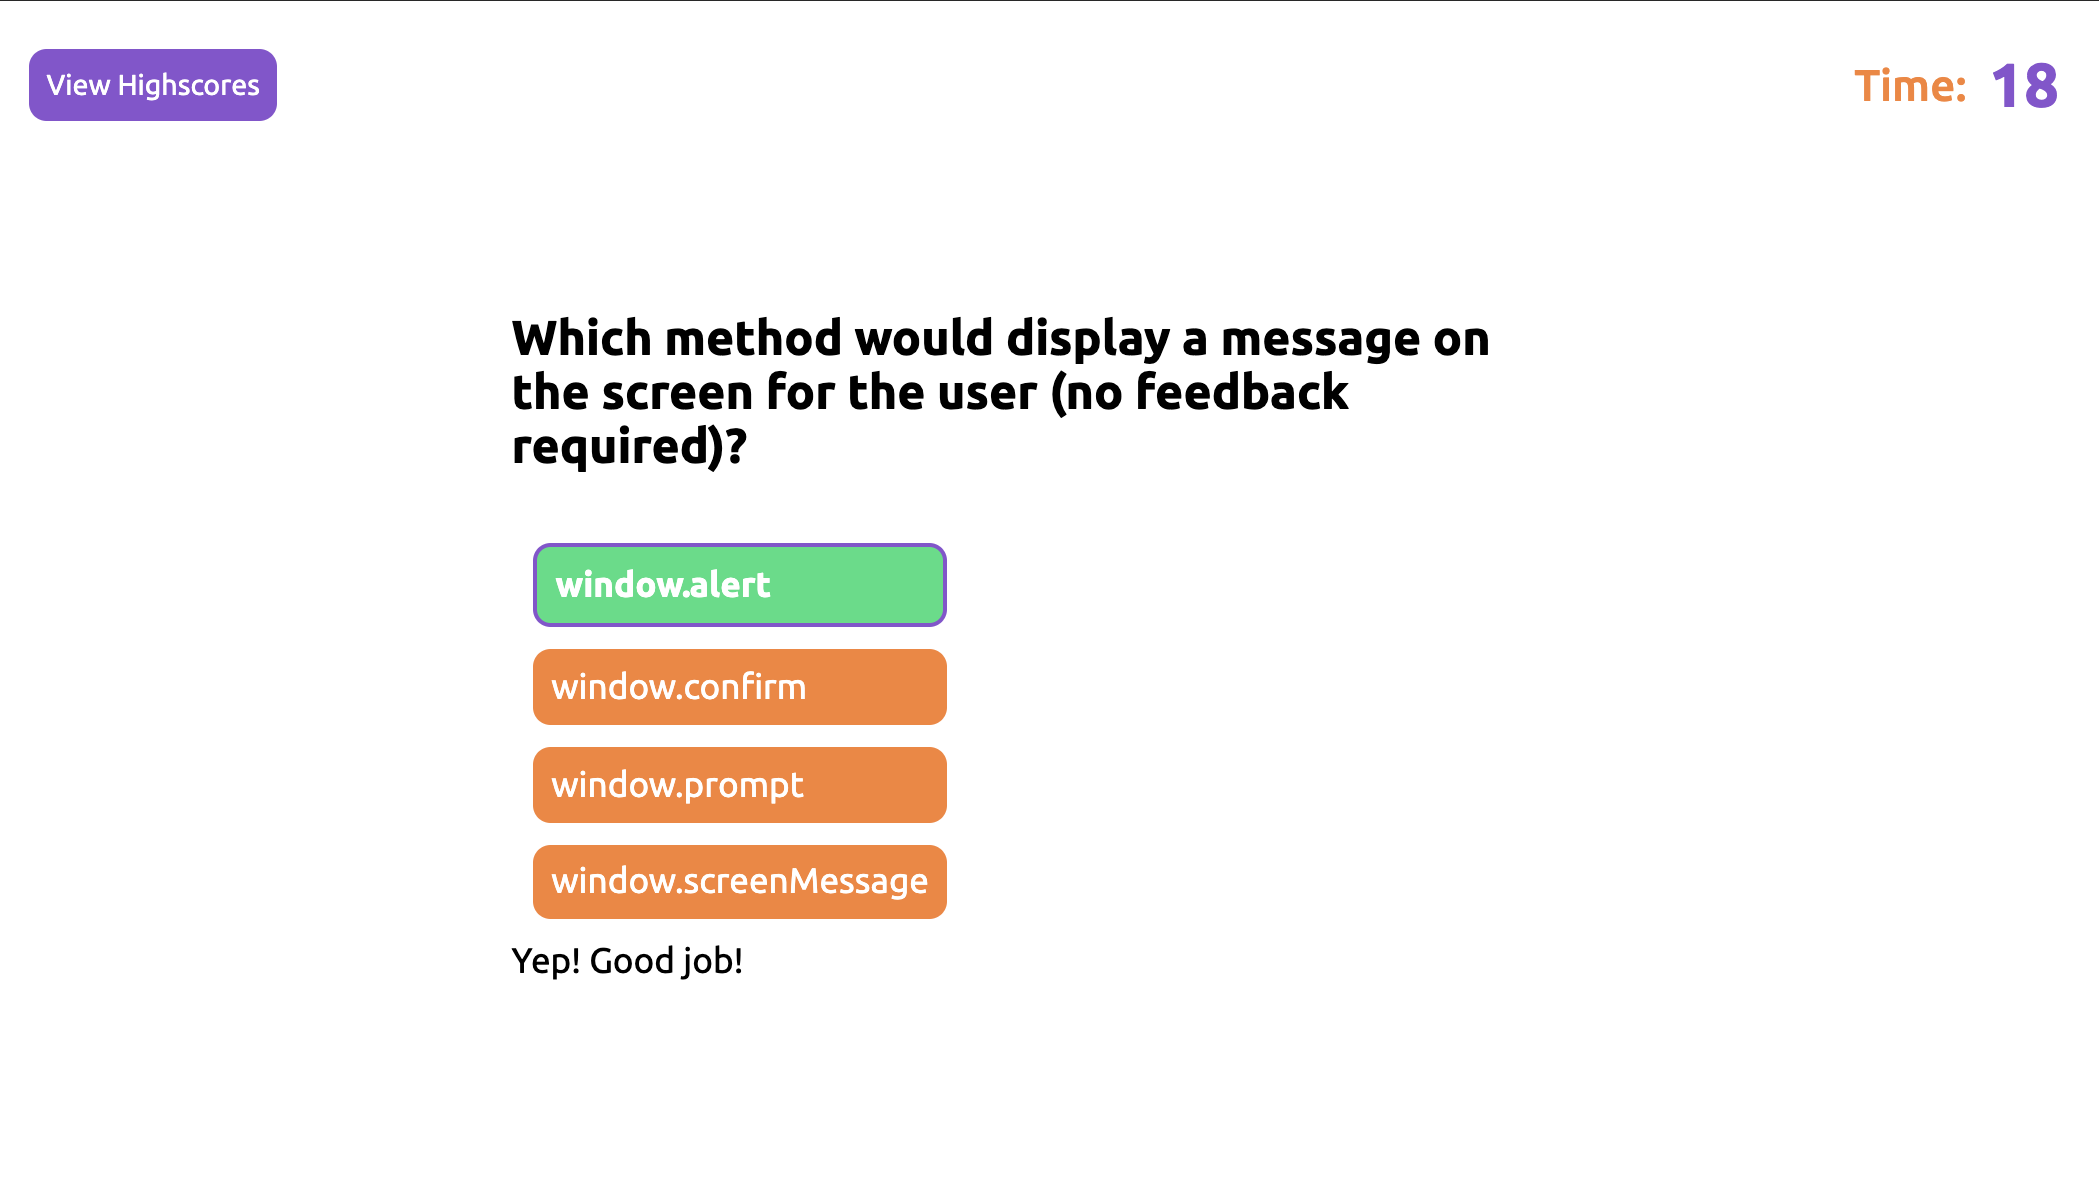 View Highscores
Time: 18
Which method would display a message on
the screen for the user (no feedback
required)?
window.alert
window.confirm
window.prompt
window.screenMessage
Yep! Good job!